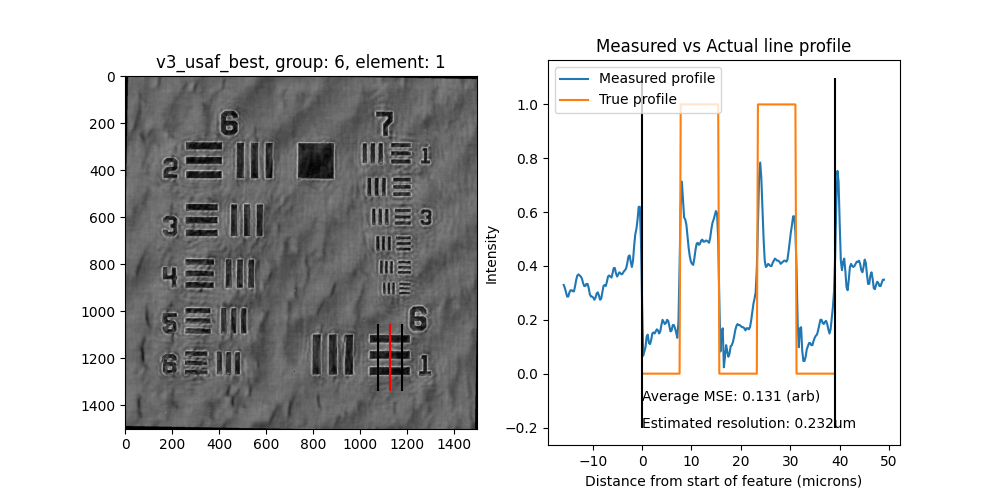 v3_usaf_best, group: 6, element: 1
0
200
400
600
800
1000
1200
1400
0 200 400 600 800 1000 1200 1400
6 7
2 1
3 3
4
5 6
6 1
Measured vs Actual line profile
Measured profile
True profile
Intensity
1.0
0.8
0.6
0.4
0.2
0.0
−0.2
Average MSE: 0.131 (arb)
Estimated resolution: 0.232um
−10 0 10 20 30 40 50
Distance from start of feature (microns)